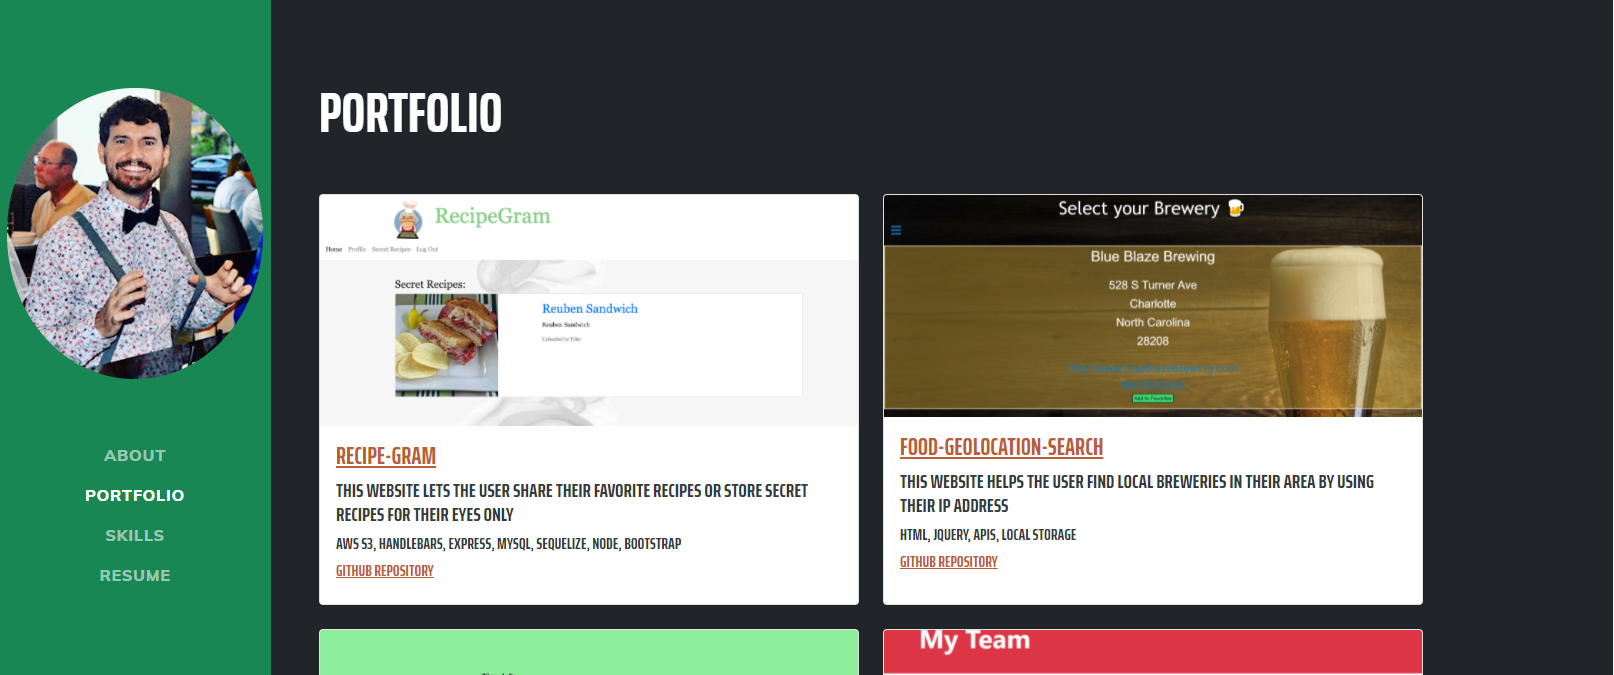 ABOUT
PORTFOLIO
SKILLS
RESUME
PORTFOLIO
RecipeGram
Home Profile Secret Recipes Log Out
Secret Recipes:
Reuben Sandwich
Reuben Sandwich
Uploaded by Tyler
RECIPE-GRAM
THIS WEBSITE LETS THE USER SHARE THEIR FAVORITE RECIPES OR STORE SECRET
RECIPES FOR THEIR EYES ONLY
AWS S3, HANDLEBARS, EXPRESS, MYSQL, SEQUELIZE, NODE, BOOTSTRAP
GITHUB REPOSITORY
Select your Brewery
Blue Blaze Brewing
528 S Turner Ave
Charlotte
North Carolina
28208
Add to Favorites
FOOD-GEOLOCATION-SEARCH
THIS WEBSITE HELPS THE USER FIND LOCAL BREWERIES IN THEIR AREA BY USING
THEIR IP ADDRESS
HTML, JQUERY, APIS, LOCAL STORAGE
GITHUB REPOSITORY
My Team